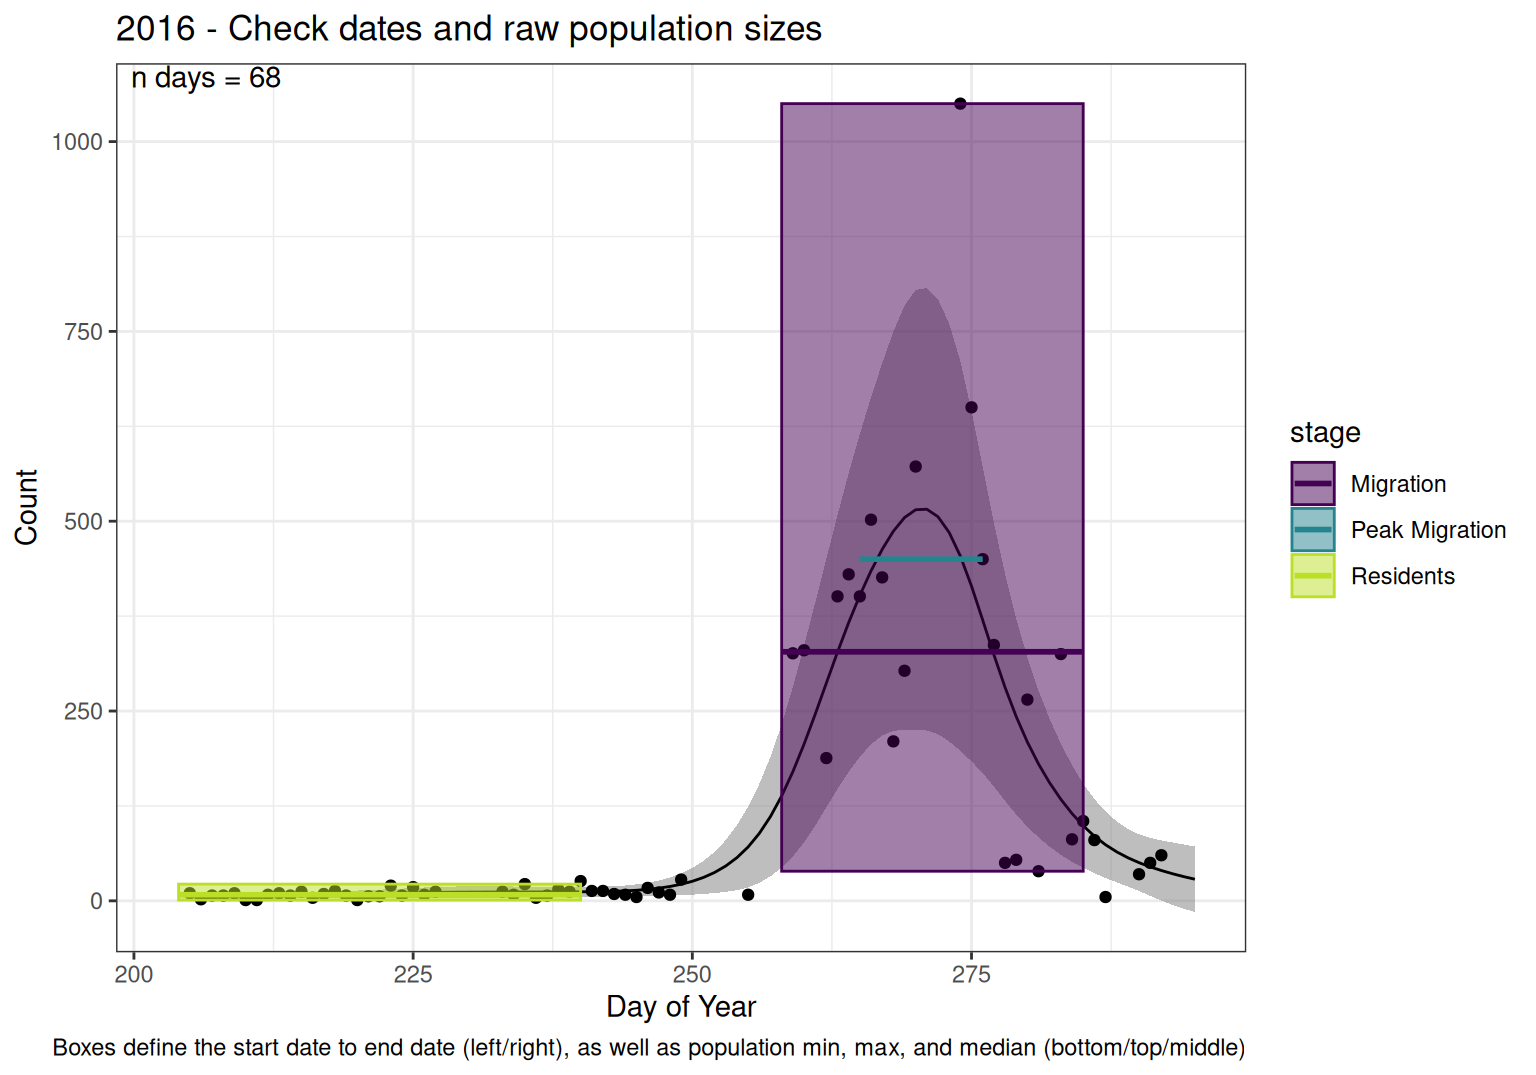 2016 - Check dates and raw population sizes
n days = 68
1000
750
500
250
0
Count
200 225 250 275
Day of Year
stage
Migration
Peak Migration
Residents
Boxes define the start date to end date (left/right), as well as population min, max, and median (bottom/top/middle)